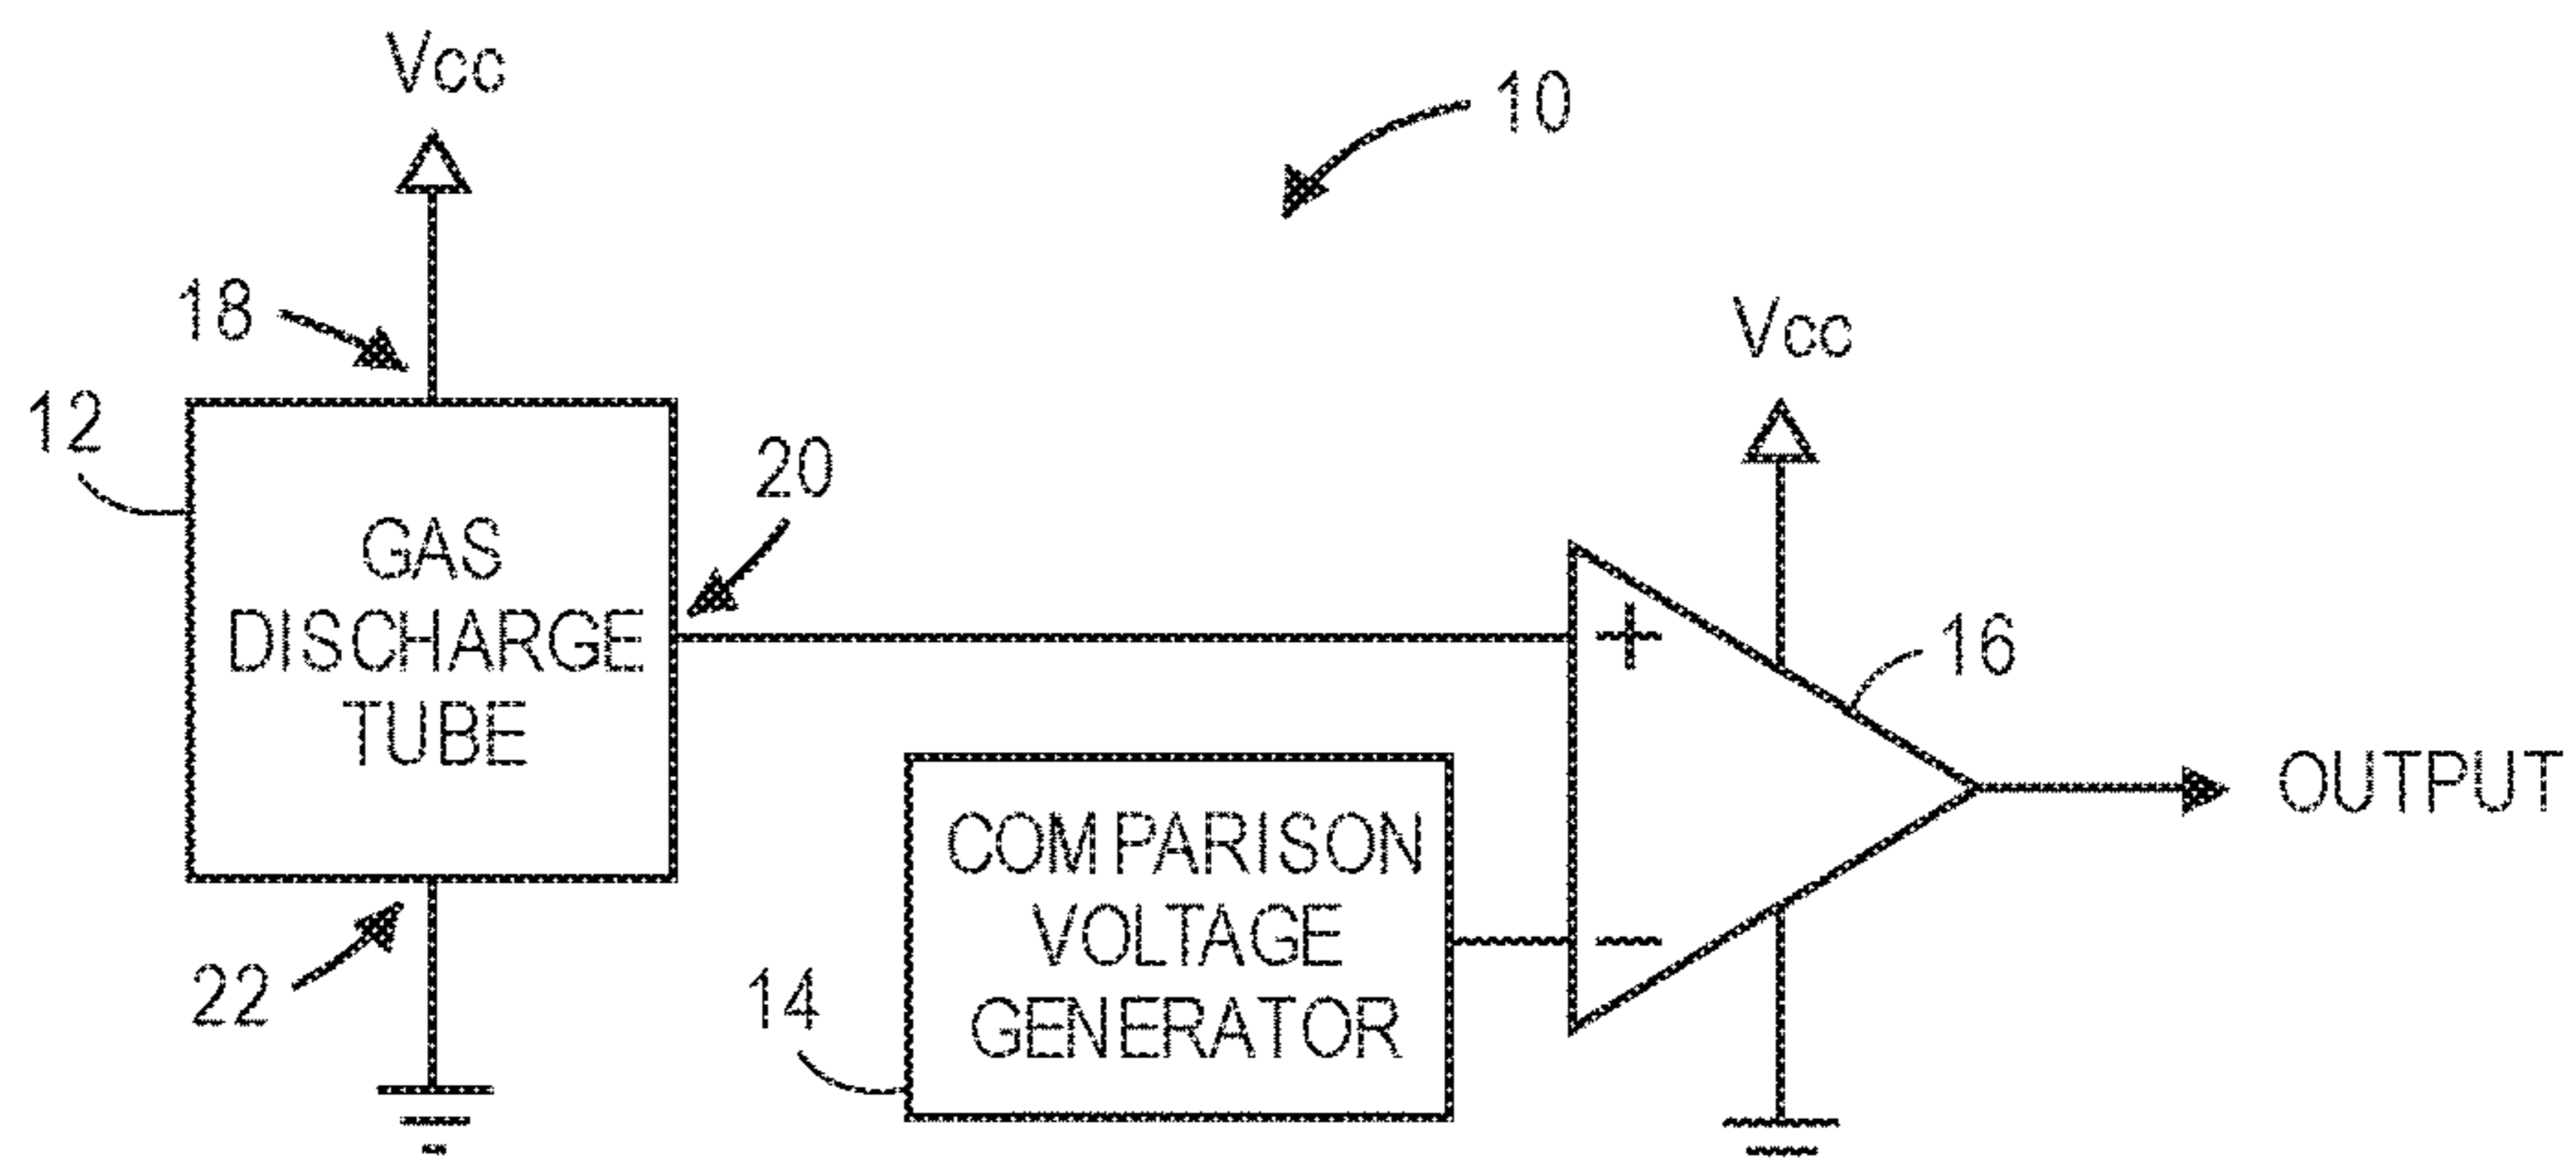 Vcc
10
18
Vcc
12
20
GAS
DISCHARGE
TUBE
+
16
OUTPUT
COMPARISON
VOLTAGE
GENERATOR
−
22
14